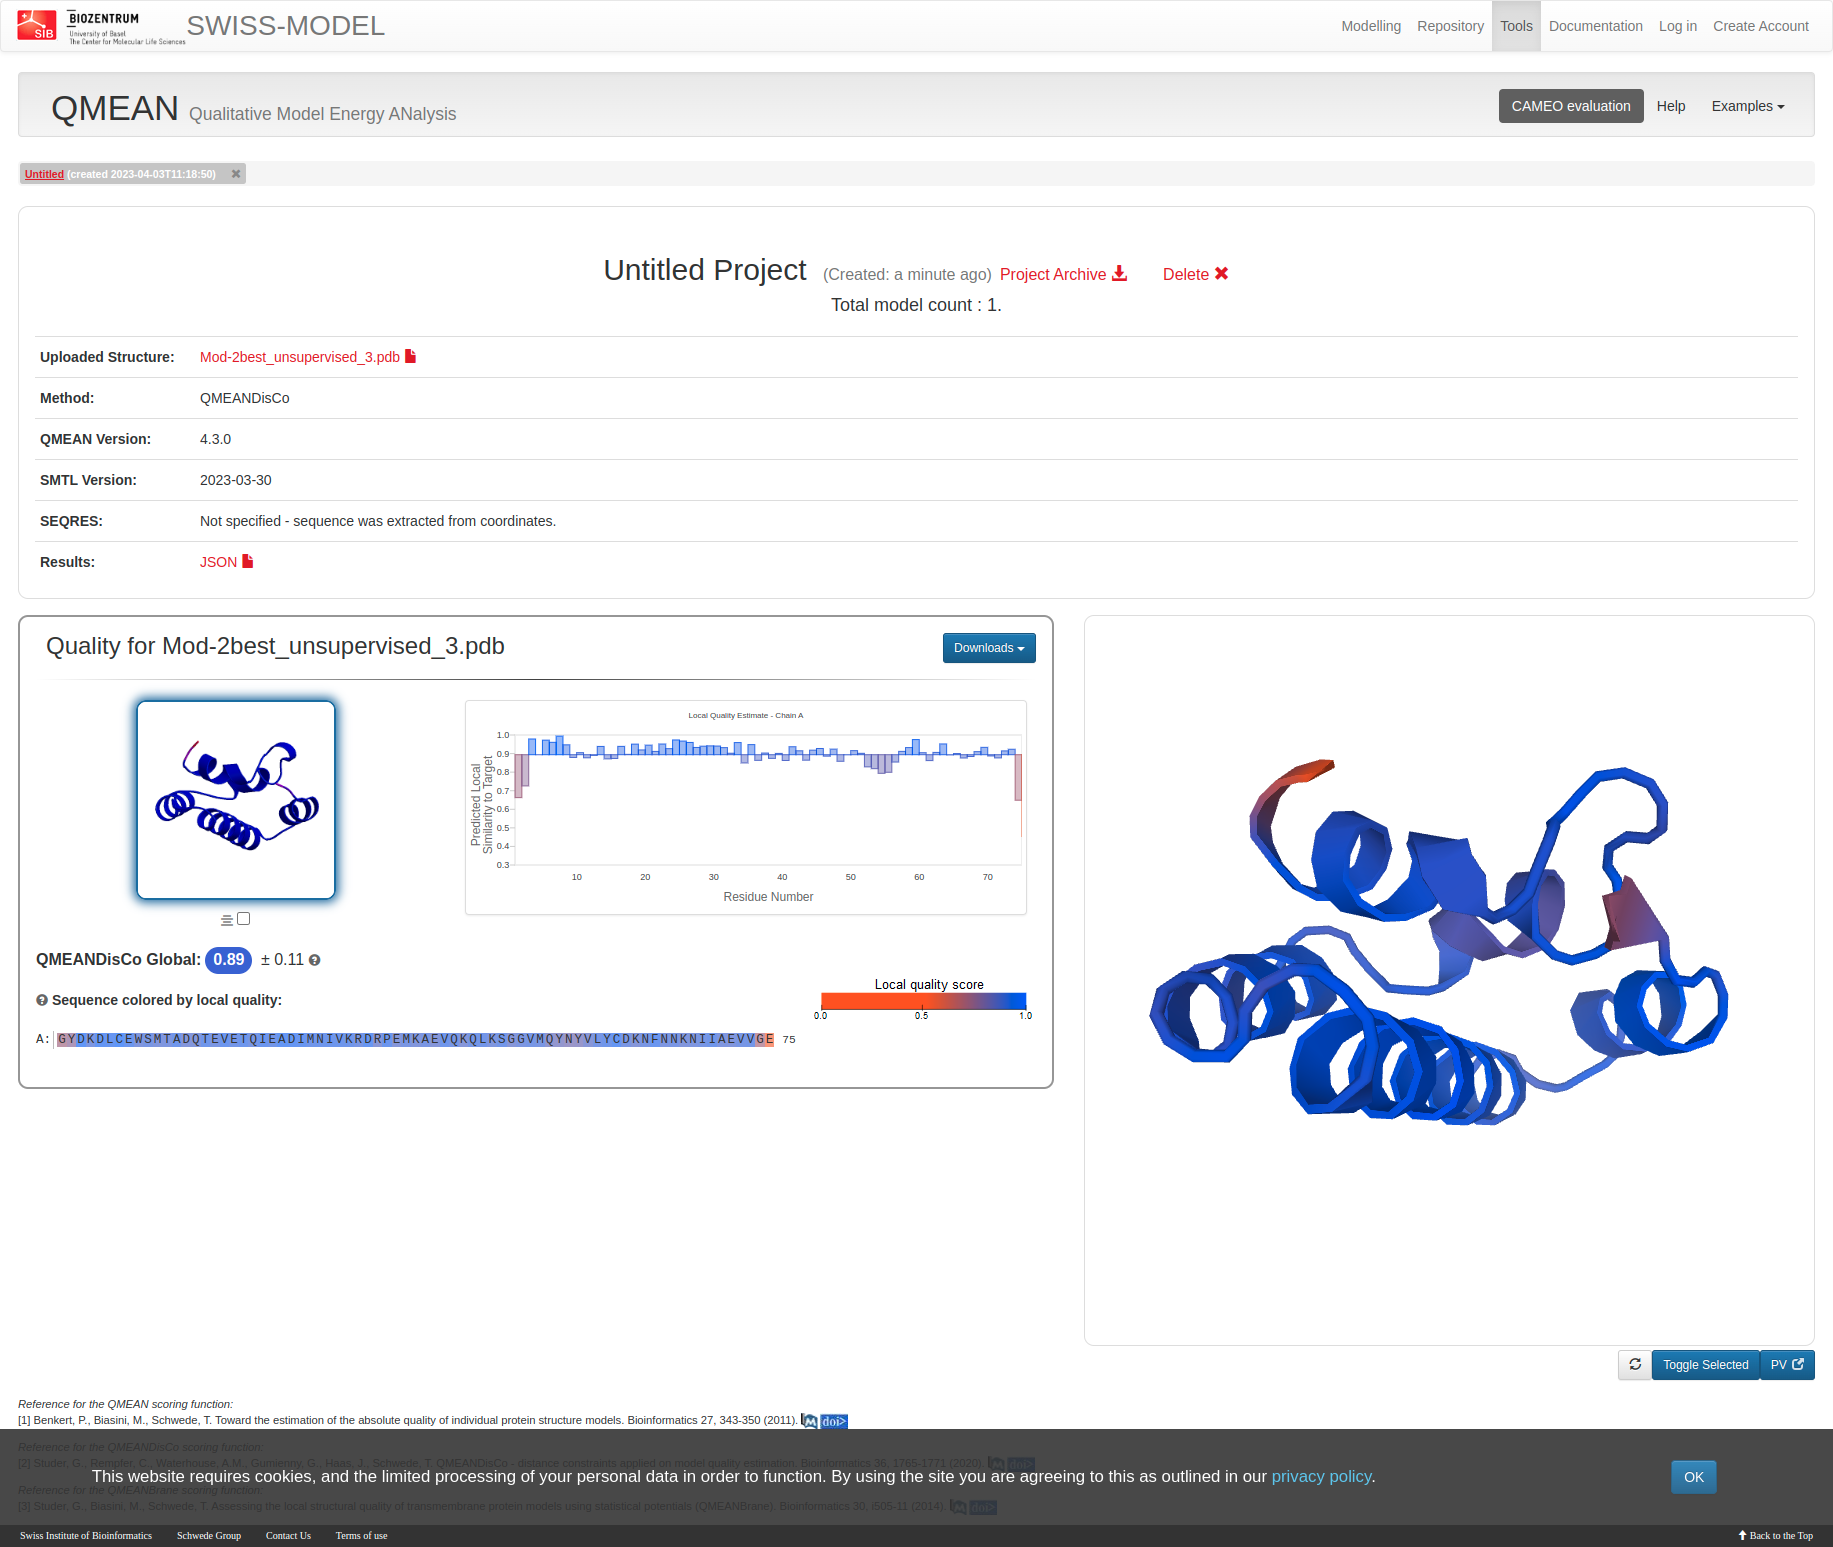 SIB
BIOZENTRUM
University of Basel
The Center for Molecular Life Sciences
SWISS-MODEL
Modelling
Repository
Tools
Documentation
Log in
Create Account
QMEAN Qualitative Model Energy ANalysis
CAMEO evaluation
Help
Examples
Untitled (created 2023-04-03T11:18:50)
Untitled Project (Created: a minute ago) Project Archive Delete
Total model count : 1.
Uploaded Structure: Mod-2best_unsupervised_3.pdb
Method: QMEANDisCo
QMEAN Version: 4.3.0
SMTL Version: 2023-03-30
SEQRES: Not specified - sequence was extracted from coordinates.
Results: JSON
Quality for Mod-2best_unsupervised_3.pdb
Downloads
Local Quality Estimate - Chain A
Predicted Local
Similarity to Target
1.0
0.9
0.8
0.7
0.6
0.5
0.4
0.3
10 20 30 40 50 60 70
Residue Number
QMEANDisCo Global: 0.89 ± 0.11
Sequence colored by local quality:
Local quality score
0.0 0.5 1.0
A: GYDKDLCEWSMTADQTEVETQIEADIMNIVKRDRPEMKAEVQKQLKSGGVMQYNYVLYCDKNFNNKNIIAEVVGE 75
Toggle Selected
PV
Reference for the QMEAN scoring function:
[1] Benkert, P., Biasini, M., Schwede, T. Toward the estimation of the absolute quality of individual protein structure models. Bioinformatics 27, 343-350 (2011). M doi>
Reference for the QMEANDisCo scoring function:
[2] Studer, G., Rempfer, C., Waterhouse, A.M., Gumienny, G., Haas, J., Schwede, T. QMEANDisCo - distance constraints applied on model quality estimation. Bioinformatics 36, 1765-1771 (2020). M doi>
This website requires cookies, and the limited processing of your personal data in order to function. By using the site you are agreeing to this as outlined in our privacy policy.
OK
Reference for the QMEANBrane scoring function:
[3] Studer, G., Biasini, M., Schwede, T. Assessing the local structural quality of transmembrane protein models using statistical potentials (QMEANBrane). Bioinformatics 30, i505-11 (2014). M doi>
Swiss Institute of Bioinformatics
Schwede Group
Contact Us
Terms of use
Back to the Top